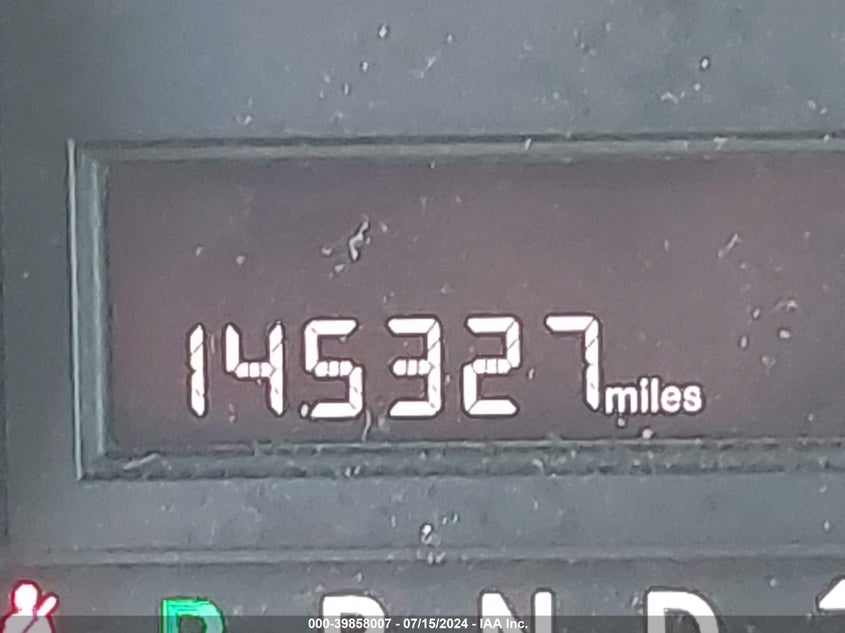 145327 miles
P R N D
000-39858007 - 07/15/2024 - IAA Inc.